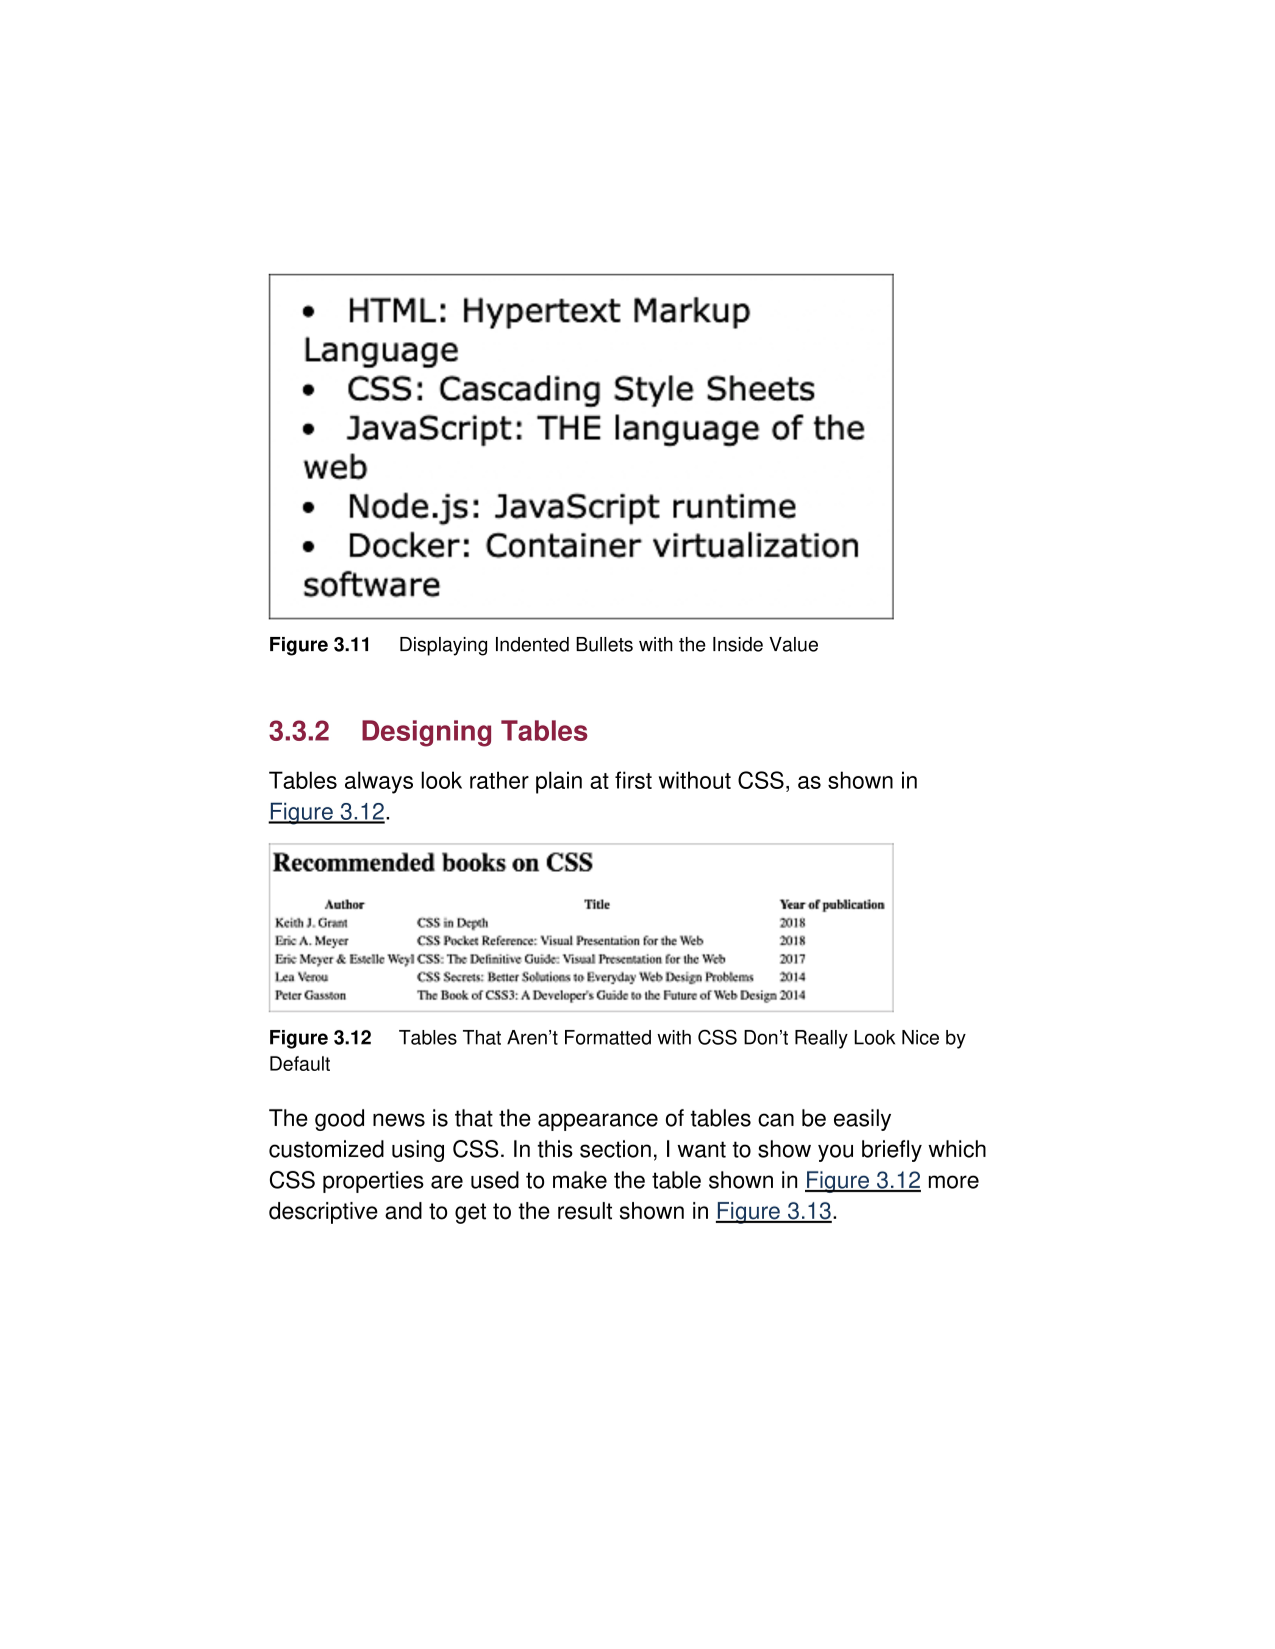 • HTML: Hypertext Markup
Language
• CSS: Cascading Style Sheets
• JavaScript: THE language of the
web
• Node.js: JavaScript runtime
• Docker: Container virtualization
software
Figure 3.11 Displaying Indented Bullets with the Inside Value
3.3.2 Designing Tables
Tables always look rather plain at first without CSS, as shown in
Figure 3.12.
Recommended books on CSS
Author Title Year of publication
Keith J. Grant CSS in Depth 2018
Eric A. Meyer CSS Pocket Reference: Visual Presentation for the Web 2018
Eric Meyer & Estelle Weyl CSS: The Definitive Guide: Visual Presentation for the Web 2017
Lea Verou CSS Secrets: Better Solutions to Everyday Web Design Problems 2014
Peter Gasston The Book of CSS3: A Developer's Guide to the Future of Web Design 2014
Figure 3.12 Tables That Aren’t Formatted with CSS Don’t Really Look Nice by
Default
The good news is that the appearance of tables can be easily
customized using CSS. In this section, I want to show you briefly which
CSS properties are used to make the table shown in Figure 3.12 more
descriptive and to get to the result shown in Figure 3.13.